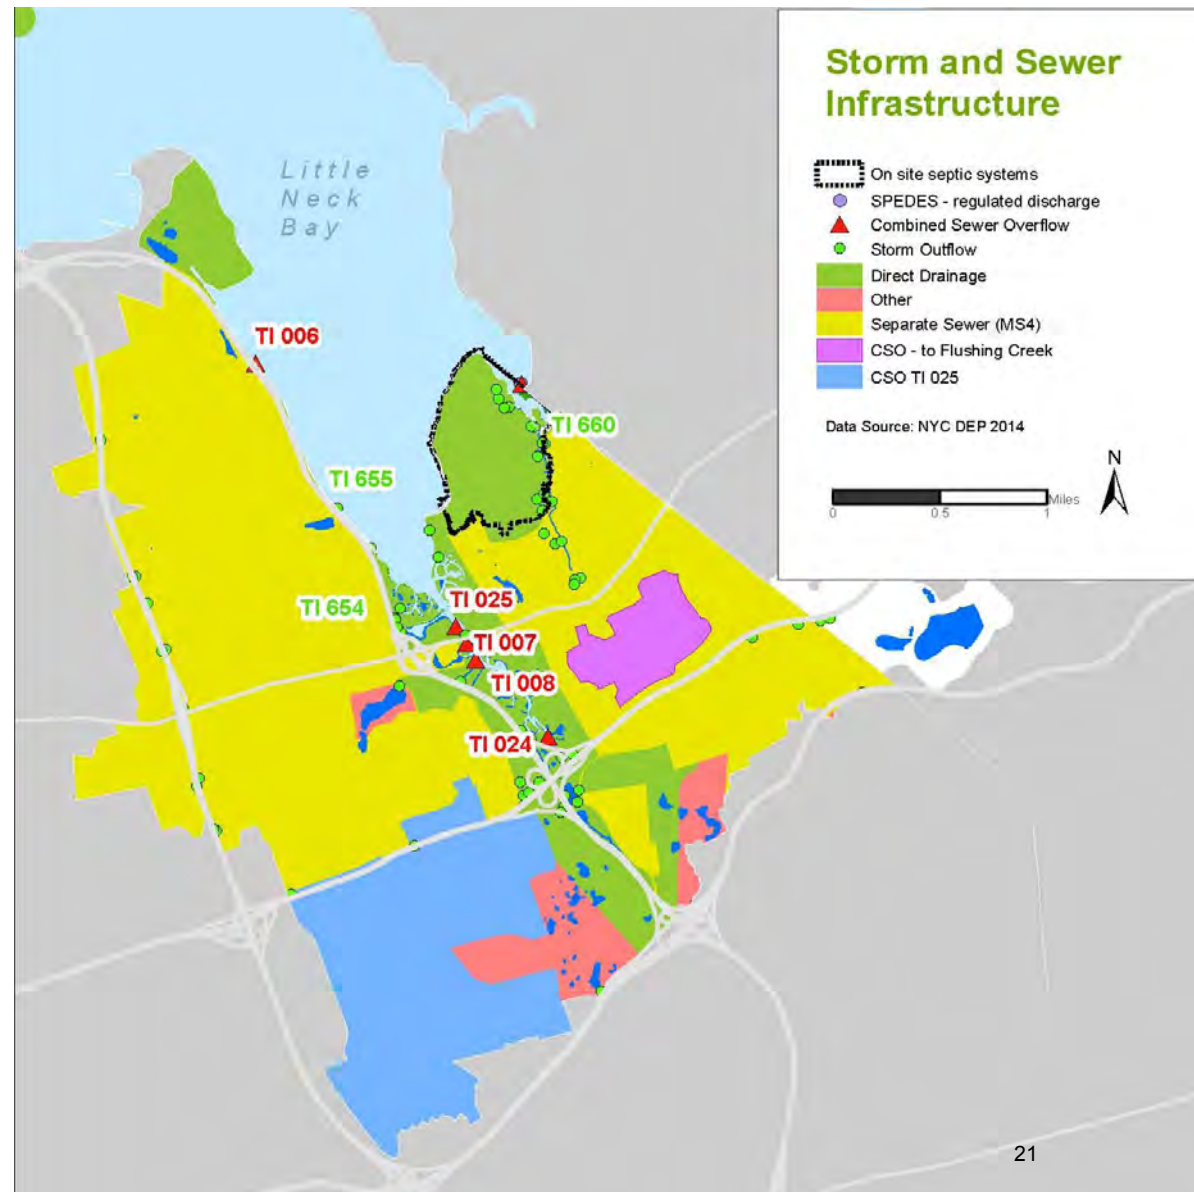 Storm and Sewer
Infrastructure
On site septic systems
SPEDES - regulated discharge
Combined Sewer Overflow
Storm Outflow
Direct Drainage
Other
Separate Sewer (MS4)
CSO - to Flushing Creek
CSO TI 025
Data Source: NYC DEP 2014
N
Miles
0 0.5 1
Little
Neck
Bay
TI 006
TI 660
TI 655
TI 654
TI 025
TI 007
TI 008
TI 024
21